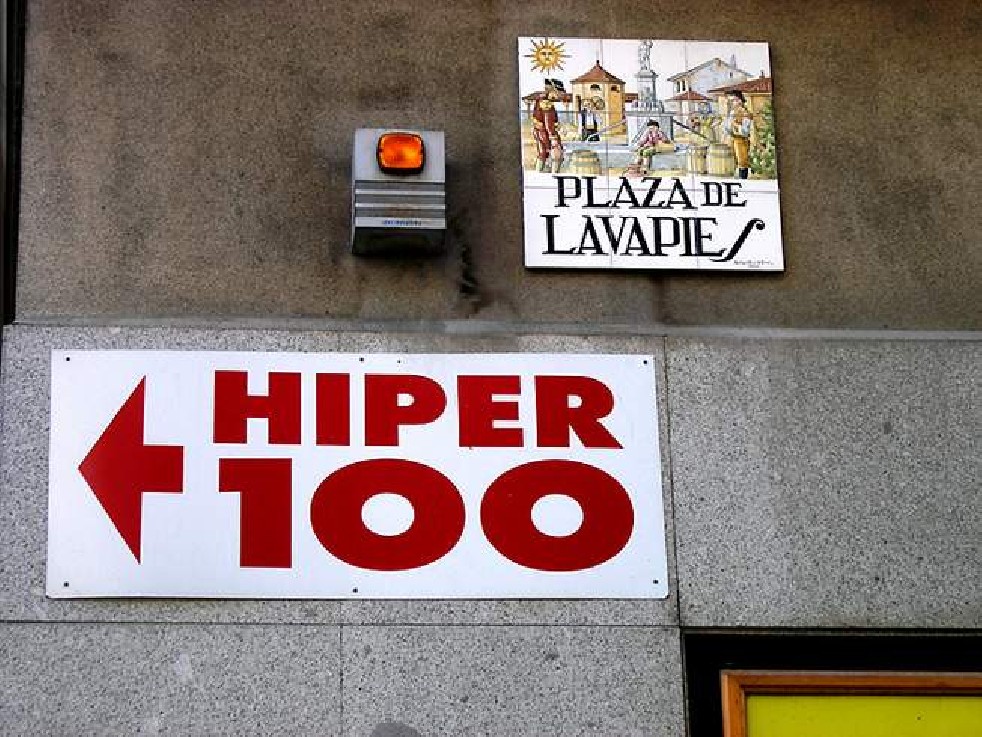 PLAZA DE
LAVAPIES
HIPER
100